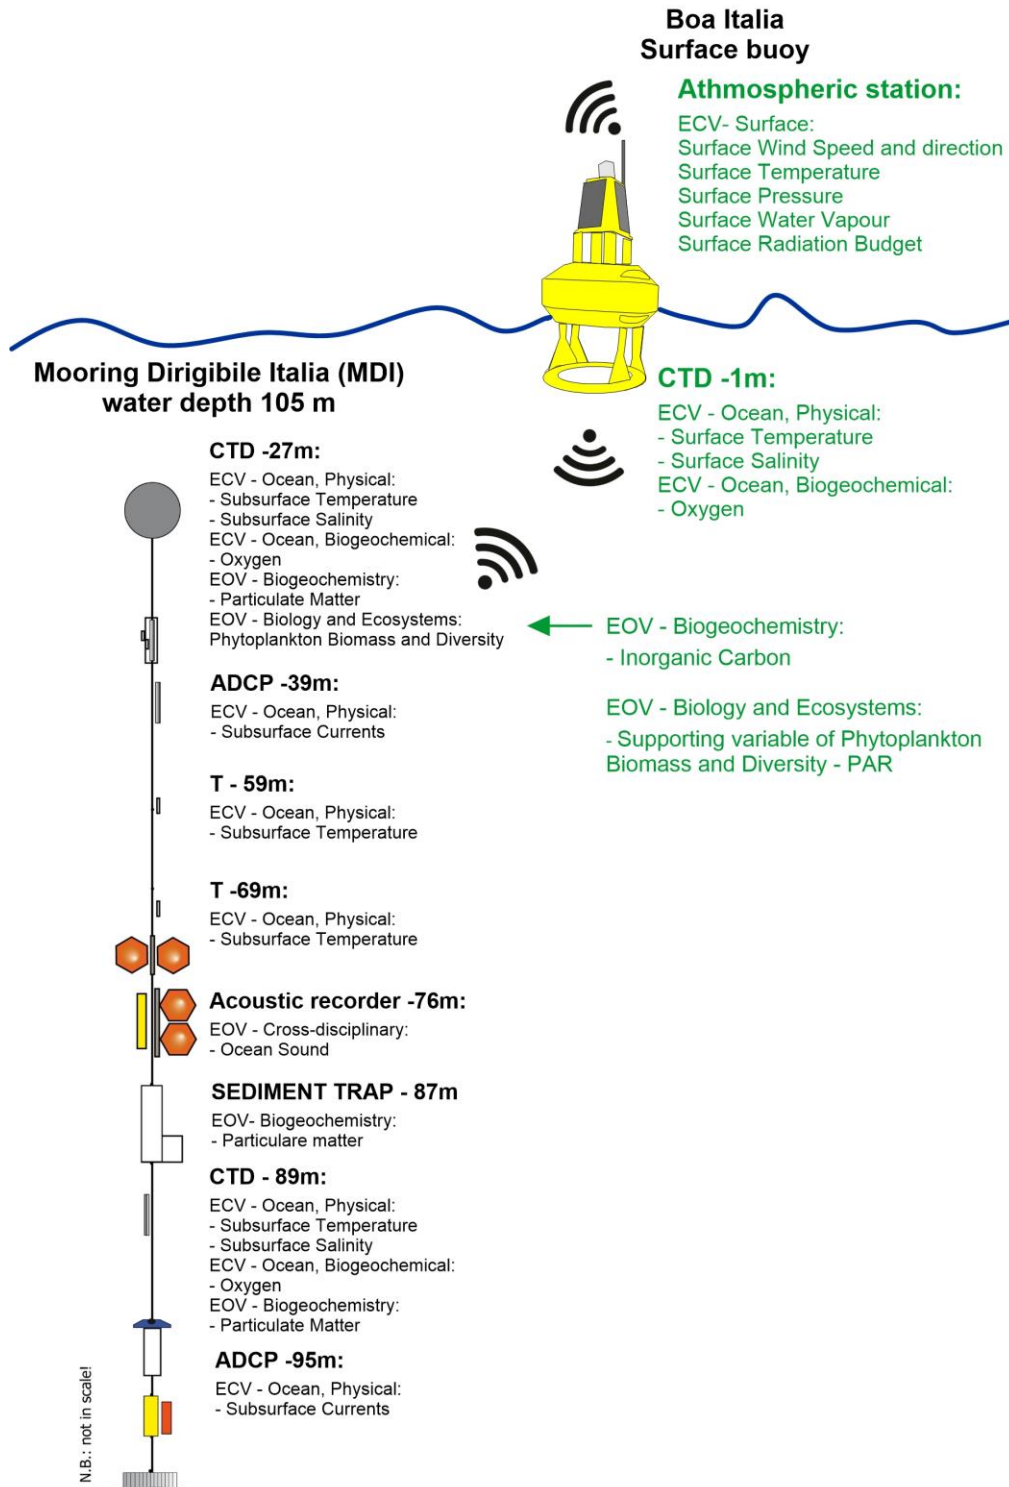 Boa Italia
Surface buoy
Athmospheric station:
ECV- Surface:
Surface Wind Speed and direction
Surface Temperature
Surface Pressure
Surface Water Vapour
Surface Radiation Budget
Mooring Dirigibile Italia (MDI)
water depth 105 m
CTD -1m:
ECV - Ocean, Physical:
- Surface Temperature
- Surface Salinity
ECV - Ocean, Biogeochemical:
- Oxygen
CTD -27m:
ECV - Ocean, Physical:
- Subsurface Temperature
- Subsurface Salinity
ECV - Ocean, Biogeochemical:
- Oxygen
EOV - Biogeochemistry:
- Particulate Matter
EOV - Biology and Ecosystems:
Phytoplankton Biomass and Diversity
EOV - Biogeochemistry:
- Inorganic Carbon
EOV - Biology and Ecosystems:
- Supporting variable of Phytoplankton
Biomass and Diversity - PAR
ADCP -39m:
ECV - Ocean, Physical:
- Subsurface Currents
T - 59m:
ECV - Ocean, Physical:
- Subsurface Temperature
T -69m:
ECV - Ocean, Physical:
- Subsurface Temperature
Acoustic recorder -76m:
EOV - Cross-disciplinary:
- Ocean Sound
SEDIMENT TRAP - 87m
EOV- Biogeochemistry:
- Particulare matter
CTD - 89m:
ECV - Ocean, Physical:
- Subsurface Temperature
- Subsurface Salinity
ECV - Ocean, Biogeochemical:
- Oxygen
EOV - Biogeochemistry:
- Particulate Matter
ADCP -95m:
ECV - Ocean, Physical:
- Subsurface Currents
N.B.: not in scale!